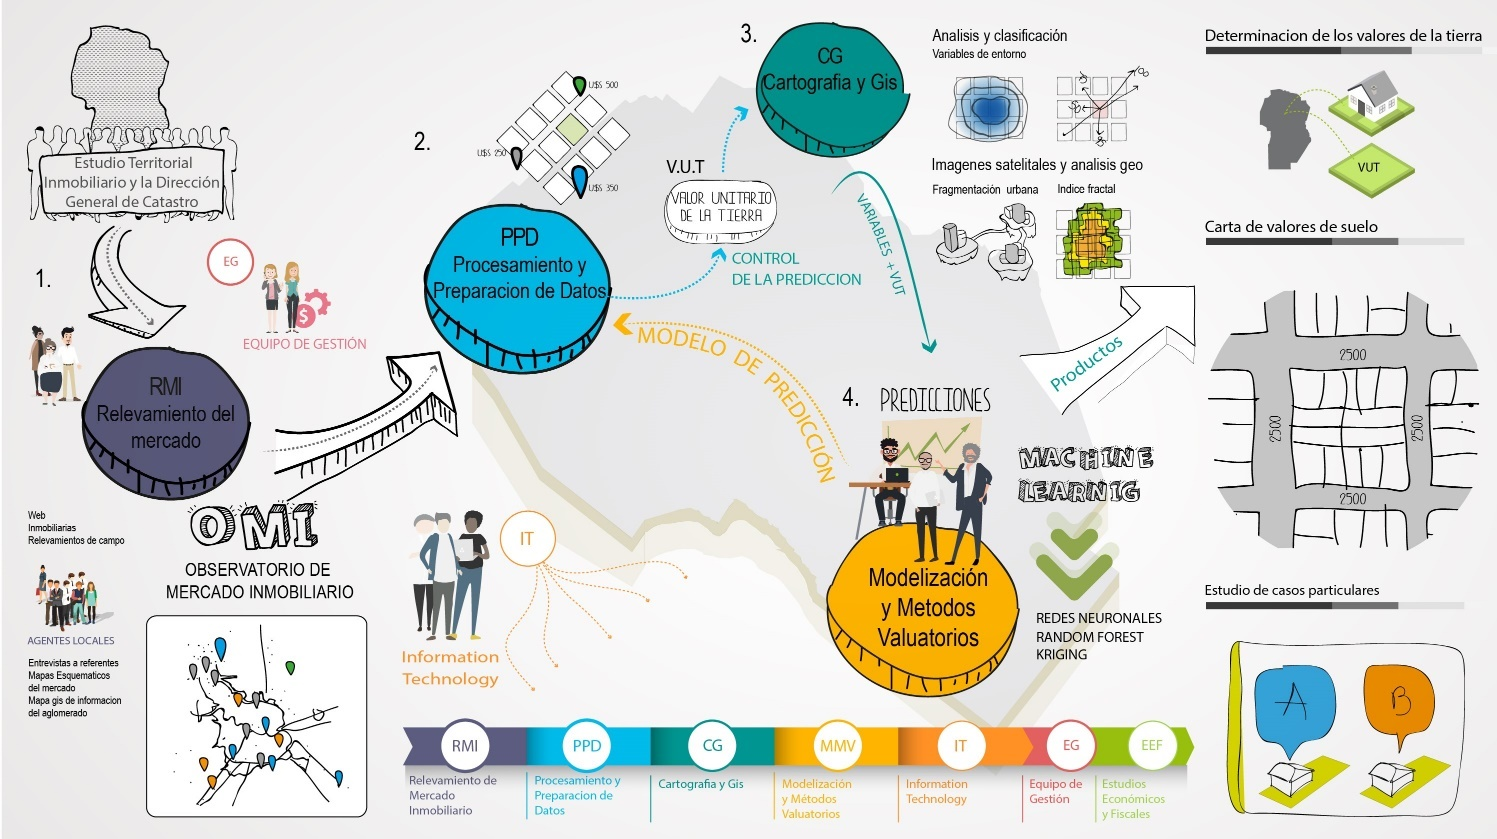 Estudio Territorial
Inmobiliario y la Dirección
General de Catastro
1.
EG
EQUIPO DE GESTIÓN
RMI
Relevamiento del
mercado
OMI
OBSERVATORIO DE
MERCADO INMOBILIARIO
Web
Inmobiliarias
Relevamientos de campo
AGENTES LOCALES
Entrevistas a referentes
Mapas Esquematicos
del mercado
Mapa gis de informacion
del aglomerado
2.
U$S 500
U$S 250
U$S 350
PPD
Procesamiento y
Preparacion de Datos
V.U.T
VALOR UNITARIO
DE LA TIERRA
CONTROL
DE LA PREDICCION
MODELO DE PREDICCIÓN
3.
CG
Cartografia y Gis
VARIABLES +VUT
Analisis y clasificación
Variables de entorno
100
50
Imagenes satelitales y analisis geo
Fragmentación urbana
Indice fractal
Productos
4.
PREDICCIONES
MACHINE
LEARNIG
Modelización
y Metodos
Valuatorios
REDES NEURONALES
RANDOM FOREST
KRIGING
IT
Information
Technology
RMI
PPD
CG
MMV
IT
EG
EEF
Relevamiento de
Mercado
Inmobiliario
Procesamiento y
Preparacion de
Datos
Cartografia y Gis
Modelización
y Métodos
Valuatorios
Information
Technology
Equipo de
Gestión
Estudios
Económicos
y Fiscales
Determinacion de los valores de la tierra
VUT
Carta de valores de suelo
2500
2500
2500
2500
Estudio de casos particulares
A
B